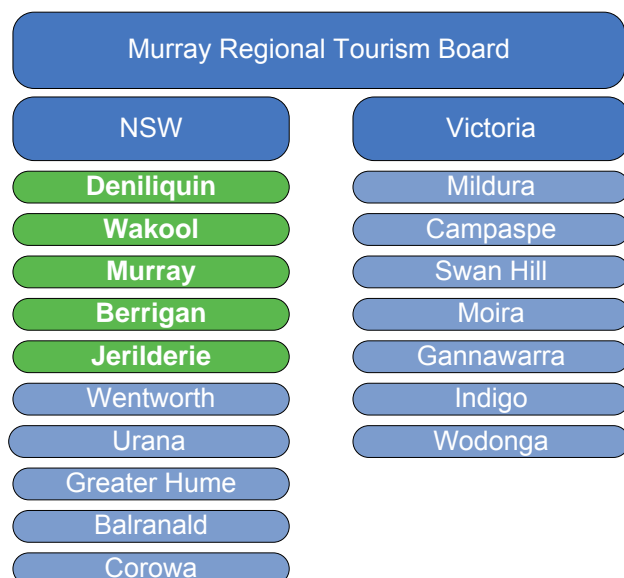 Murray Regional Tourism Board
NSW
Deniliquin
Wakool
Murray
Berrigan
Jerilderie
Wentworth
Urana
Greater Hume
Balranald
Corowa
Victoria
Mildura
Campaspe
Swan Hill
Moira
Gannawarra
Indigo
Wodonga